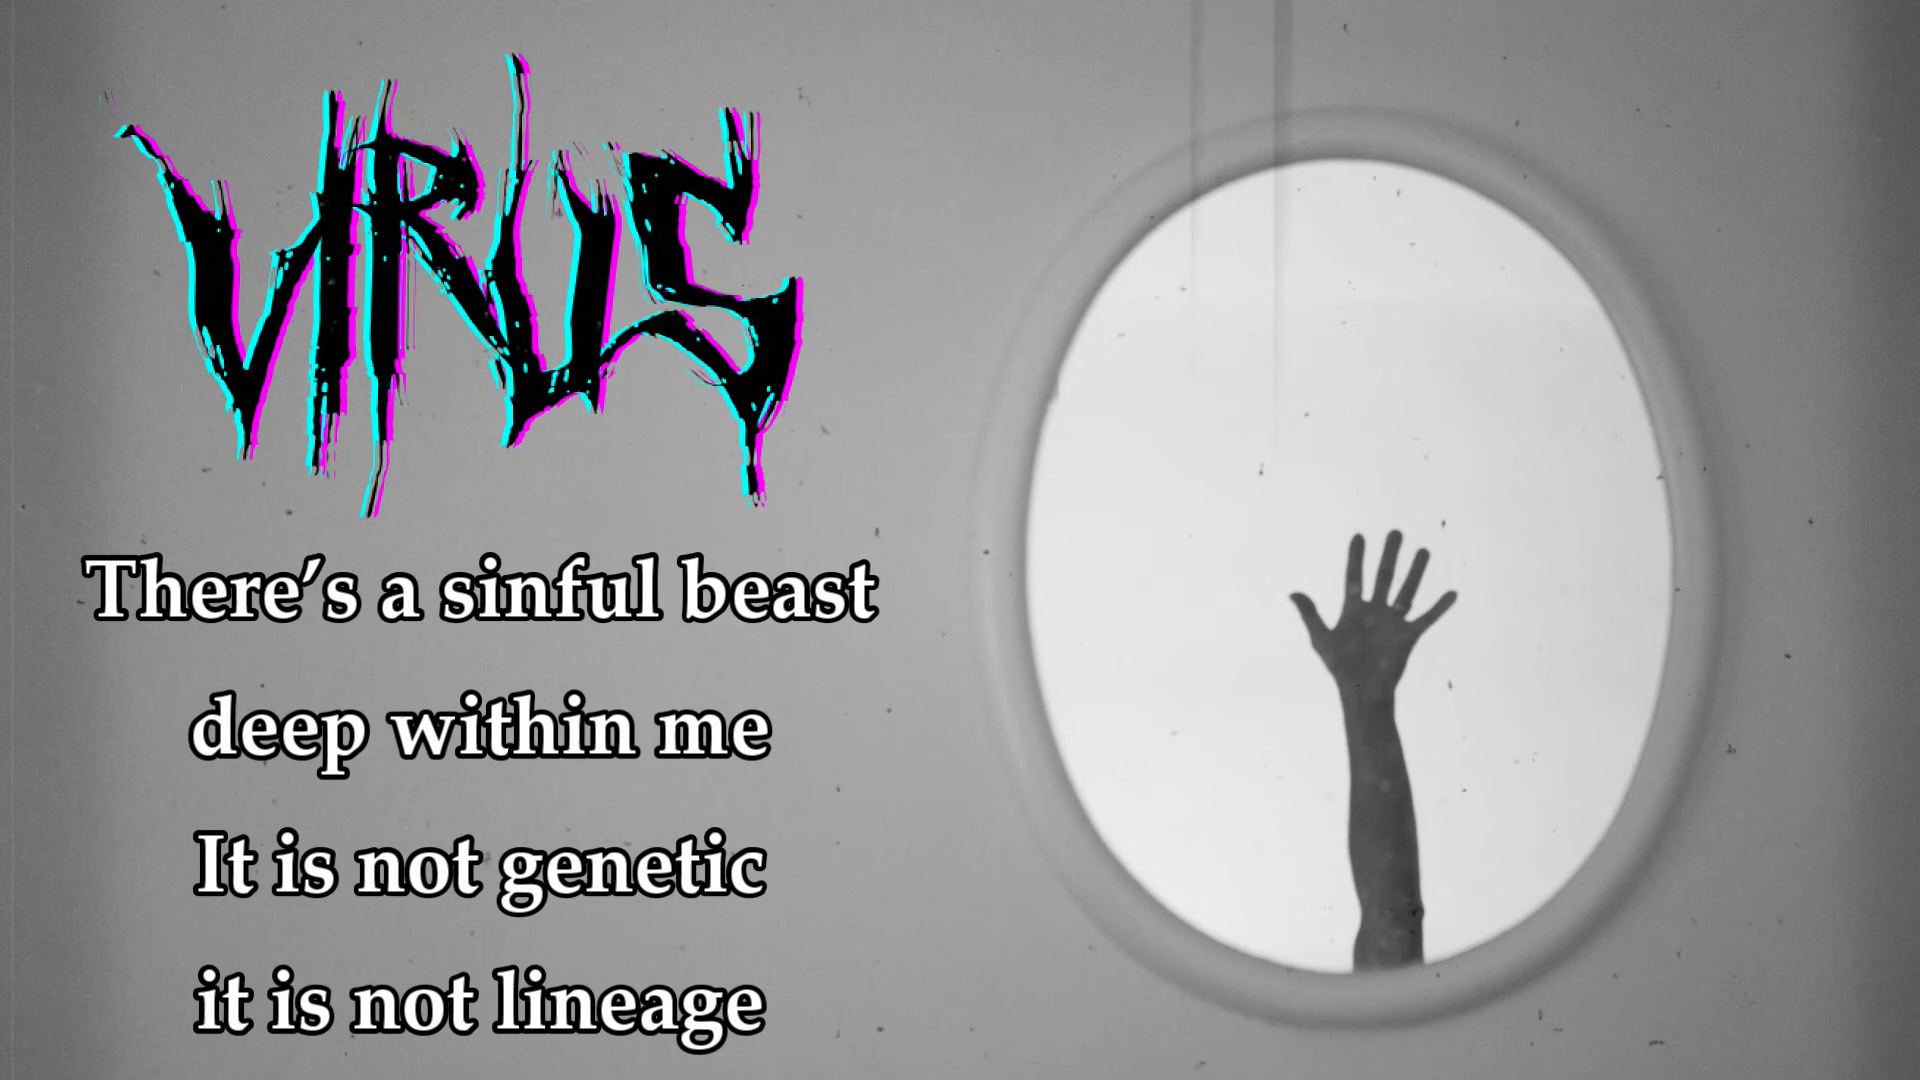 VIRUS
There's a sinful beast
deep within me
It is not genetic
it is not lineage